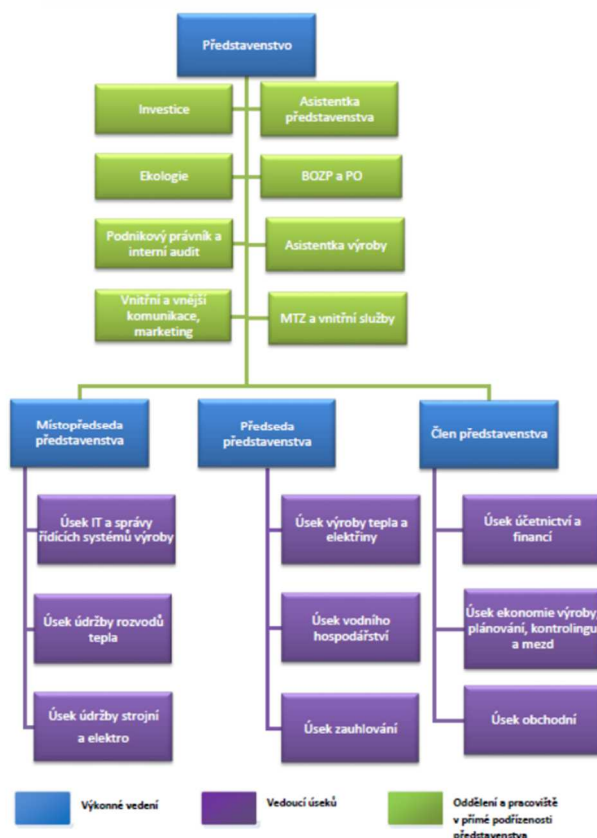 Představenstvo
Investice
Asistentka
představenstva
Ekologie
BOZP a PO
Podnikový právník a
interní audit
Asistentka výroby
Vnitřní a vnější
komunikace,
marketing
MTZ a vnitřní služby
Místopředseda
představenstva
Předseda
představenstva
Člen představenstva
Úsek IT a správy
řídících systémů výroby
Úsek výroby tepla a
elektřiny
Úsek účetnictví a
financí
Úsek údržby rozvodů
tepla
Úsek vodního
hospodářství
Úsek ekonomie výroby,
plánování, kontrolingu
a mezd
Úsek údržby strojní
a elektro
Úsek zauhlování
Úsek obchodní
Výkonné vedení
Vedoucí úseků
Oddělení a pracoviště
v přímé podřízenosti
představenstva